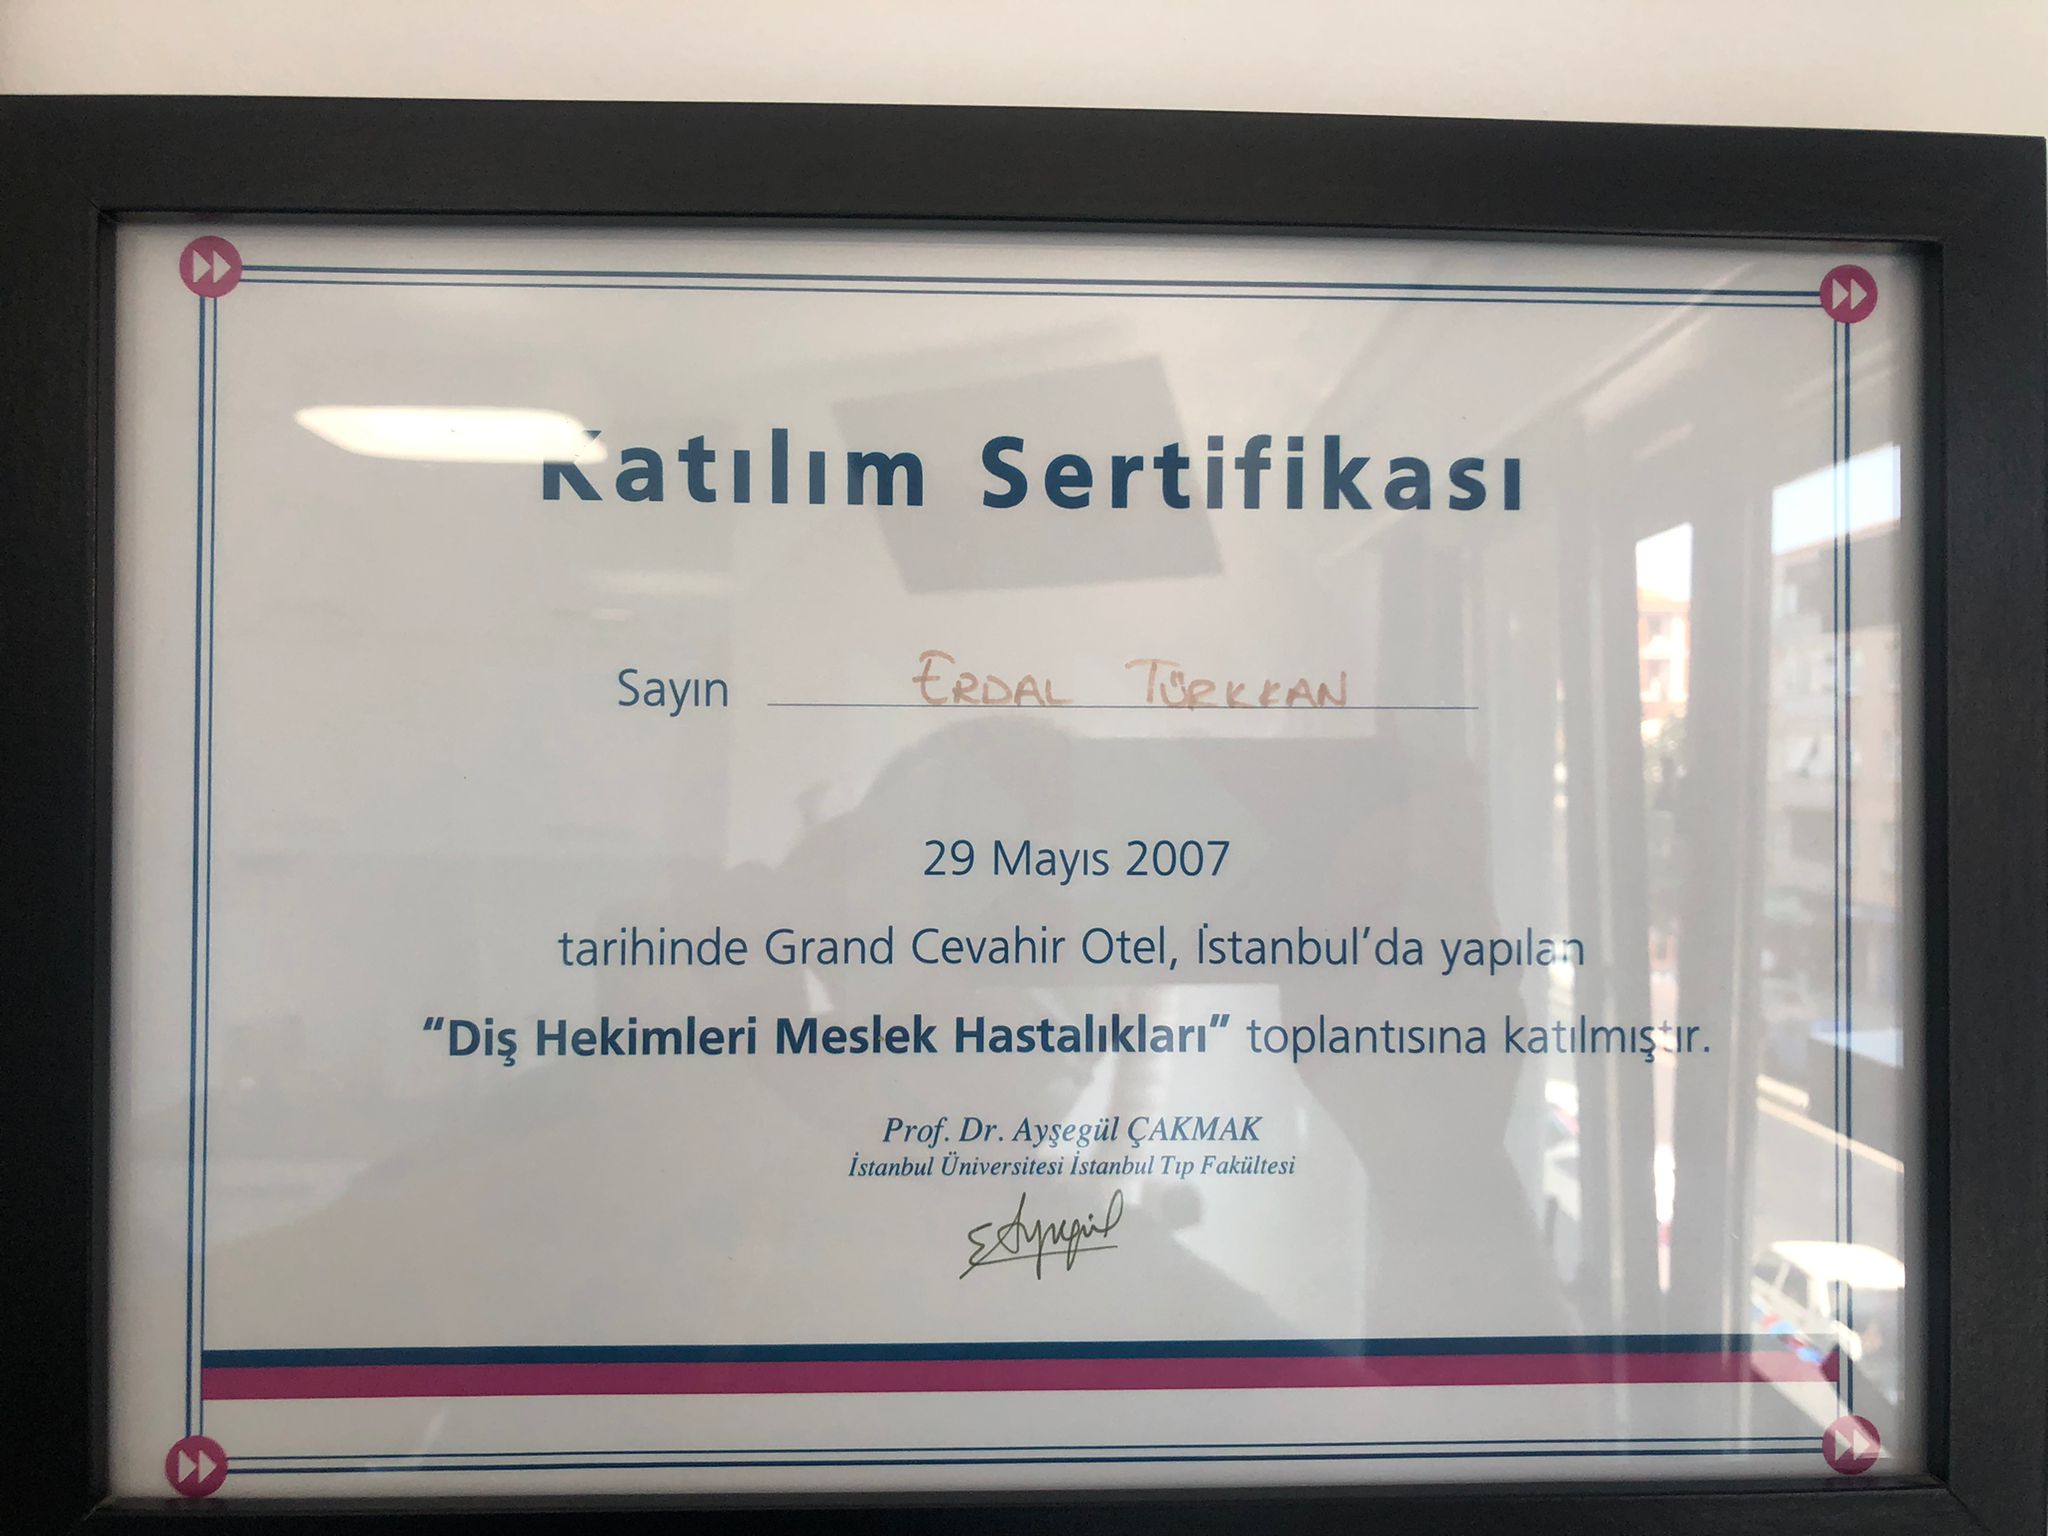 Katılım Sertifikası
Sayın ERDAL TÜRKKAN
29 Mayıs 2007
tarihinde Grand Cevahir Otel, İstanbul'da yapılan
"Diş Hekimleri Meslek Hastalıkları" toplantısına katılmıştır.
Prof. Dr. Ayşegül ÇAKMAK
İstanbul Üniversitesi İstanbul Tıp Fakültesi